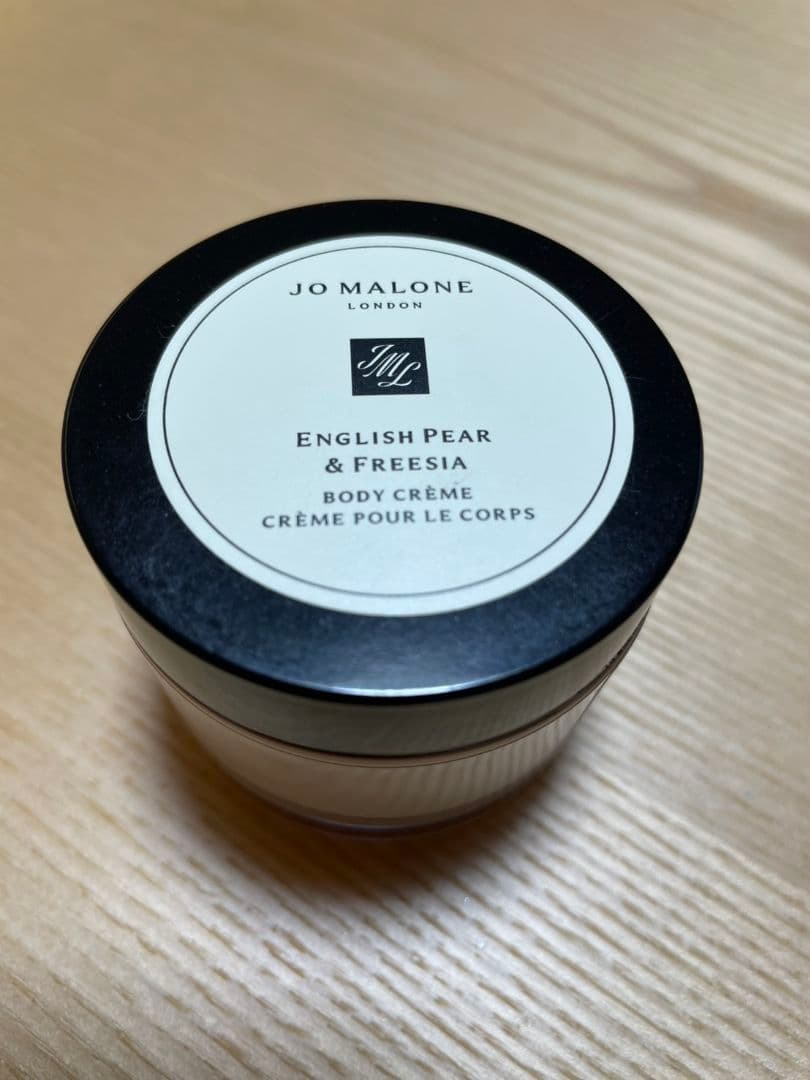 JO MALONE
LONDON
JML
ENGLISH PEAR
& FREESIA
BODY CRÈME
CRÈME POUR LE CORPS